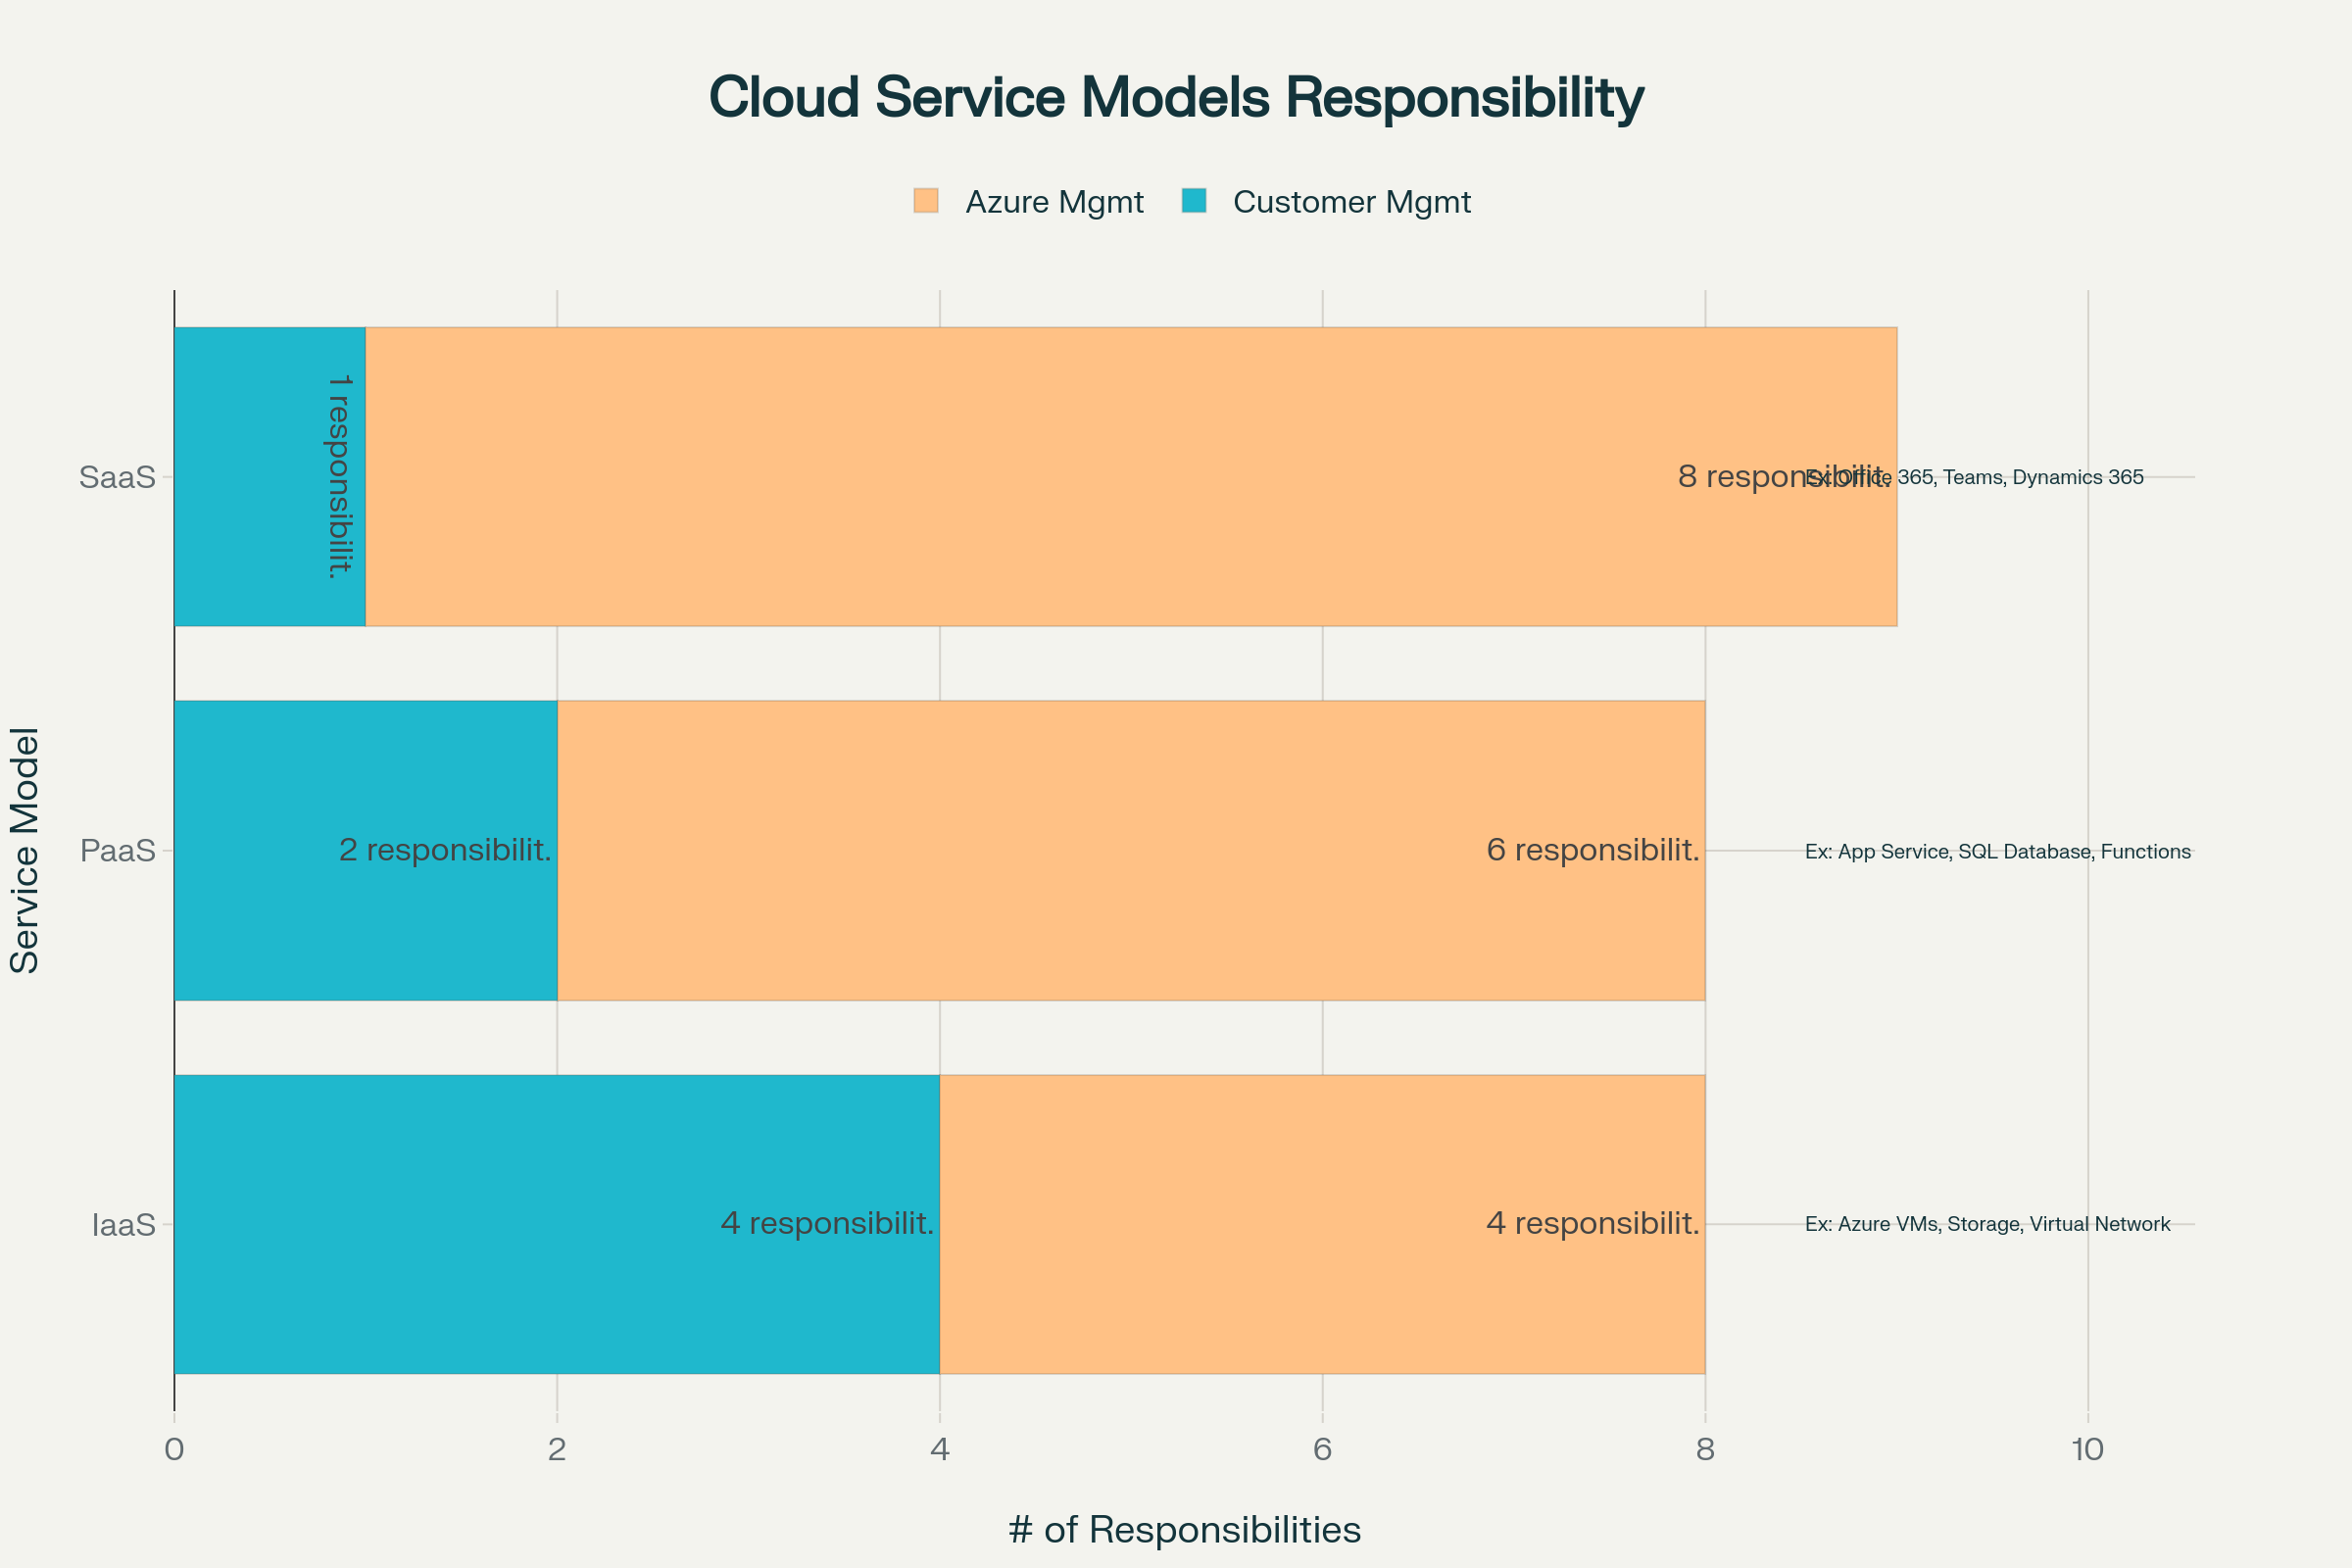 Cloud Service Models Responsibility
Azure Mgmt
Customer Mgmt
SaaS
1 responsibilit.
8 responsibilit.
Ex: Office 365, Teams, Dynamics 365
Service Model
PaaS
2 responsibilit.
6 responsibilit.
Ex: App Service, SQL Database, Functions
IaaS
4 responsibilit.
4 responsibilit.
Ex: Azure VMs, Storage, Virtual Network
0 2 4 6 8 10
# of Responsibilities